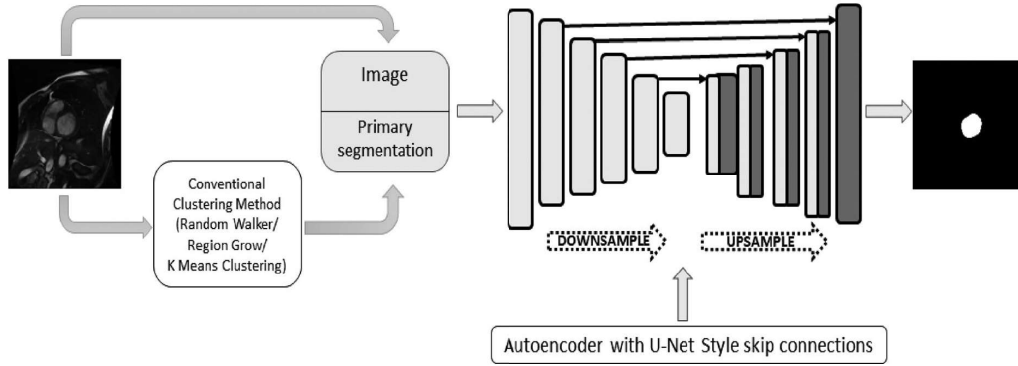 Image
Primary
segmentation
Conventional
Clustering Method
(Random Walker/
Region Grow/
K Means Clustering)
DOWNSAMPLE
UPSAMPLE
Autoencoder with U-Net Style skip connections